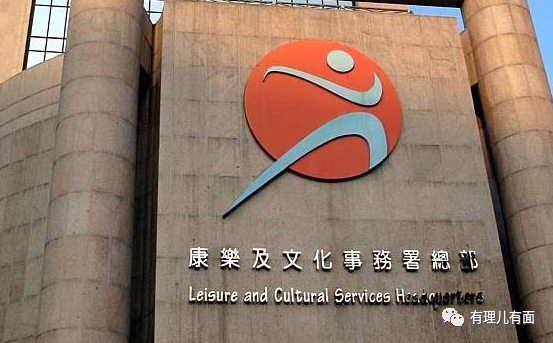 康樂及文化事務署總部
Leisure and Cultural Services Headquarters
有理儿有面